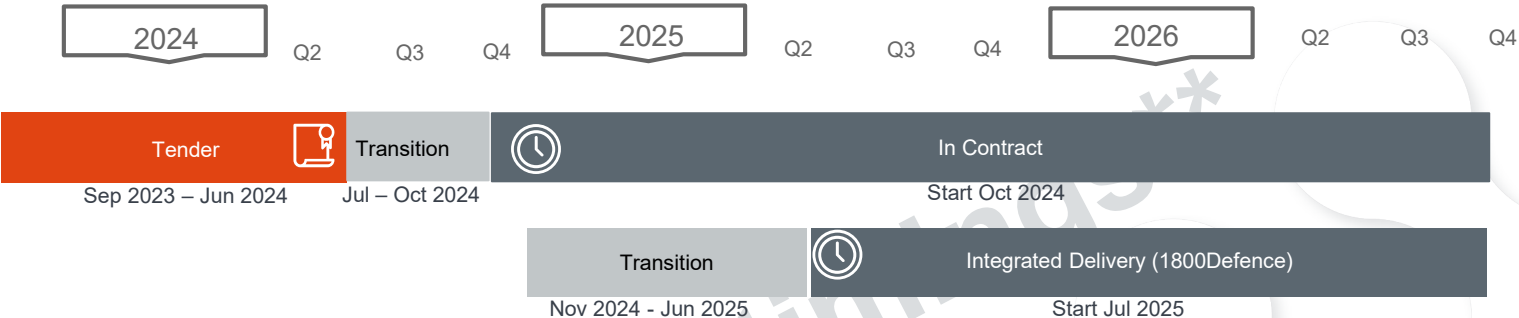 2024 Q2 Q3 Q4 2025 Q2 Q3 Q4 2026 Q2 Q3 Q4
Tender Transition In Contract
Sep 2023 – Jun 2024 Jul – Oct 2024 Start Oct 2024
Transition Integrated Delivery (1800Defence)
Nov 2024 - Jun 2025 Start Jul 2025